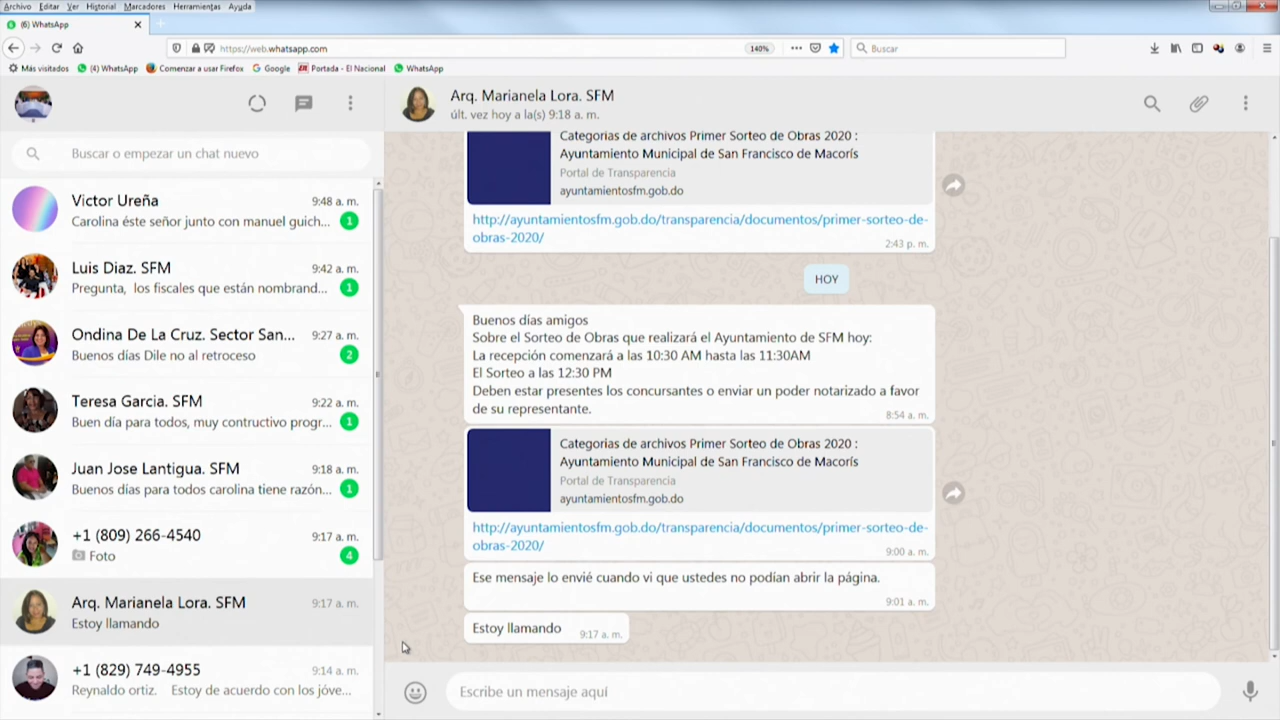 Archivo Editar Ver Historial Marcadores Herramientas Ayuda
(6) WhatsApp
https://web.whatsapp.com
140%
Buscar
Más visitados (4) WhatsApp Comenzar a usar Firefox Google Portada - El Nacional WhatsApp
Arq. Marianela Lora. SFM
últ. vez hoy a la(s) 9:18 a. m.
Buscar o empezar un chat nuevo
Victor Ureña 9:48 a. m.
Carolina éste señor junto con manuel guich... 1
Luis Diaz. SFM 9:42 a. m.
Pregunta, los fiscales que están nombrand... 1
Ondina De La Cruz. Sector San... 9:27 a. m.
Buenos días Dile no al retroceso 2
Teresa Garcia. SFM 9:22 a. m.
Buen día para todos, muy contructivo progr... 1
Juan Jose Lantigua. SFM 9:18 a. m.
Buenos días para todos carolina tiene razón... 1
+1 (809) 266-4540 9:17 a. m.
Foto 4
Arq. Marianela Lora. SFM 9:17 a. m.
Estoy llamando
+1 (829) 749-4955 9:14 a. m.
Reynaldo ortiz. Estoy de acuerdo con los jóve...
Categorias de archivos Primer Sorteo de Obras 2020 :
Ayuntamiento Municipal de San Francisco de Macorís
Portal de Transparencia
ayuntamientosfm.gob.do
http://ayuntamientosfm.gob.do/transparencia/documentos/primer-sorteo-de-
obras-2020/
2:43 p. m.
HOY
Buenos días amigos
Sobre el Sorteo de Obras que realizará el Ayuntamiento de SFM hoy:
La recepción comenzará a las 10:30 AM hasta las 11:30AM
El Sorteo a las 12:30 PM
Deben estar presentes los concursantes o enviar un poder notarizado a favor
de su representante.
8:54 a. m.
Categorias de archivos Primer Sorteo de Obras 2020 :
Ayuntamiento Municipal de San Francisco de Macorís
Portal de Transparencia
ayuntamientosfm.gob.do
http://ayuntamientosfm.gob.do/transparencia/documentos/primer-sorteo-de-
obras-2020/
9:00 a. m.
Ese mensaje lo envié cuando vi que ustedes no podían abrir la página.
9:01 a. m.
Estoy llamando 9:17 a. m.
Escribe un mensaje aquí